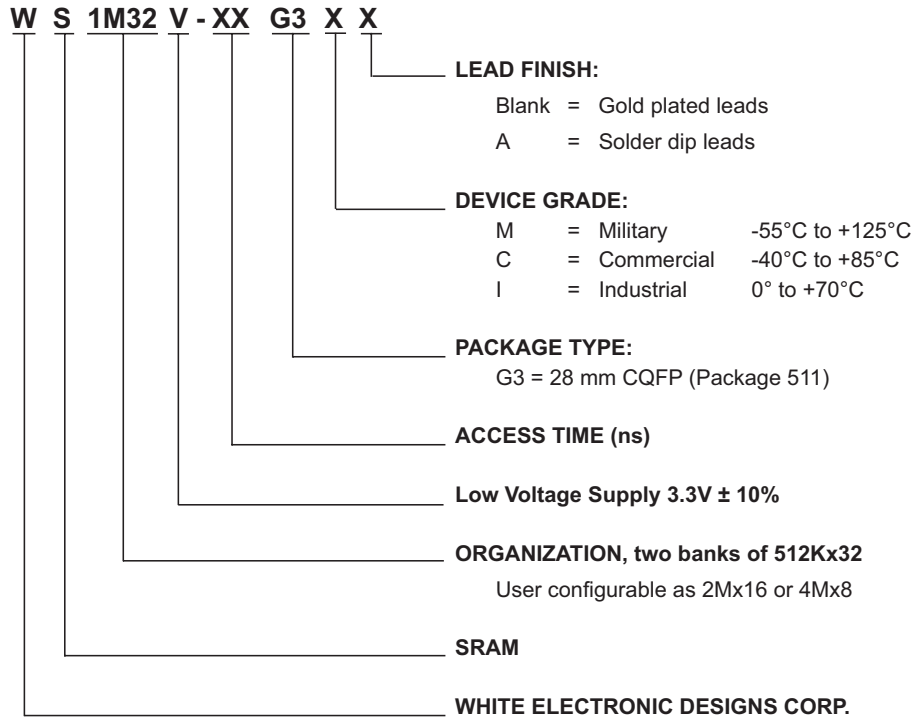 W S 1M32 V - XX G3 X X
LEAD FINISH:
Blank = Gold plated leads
A = Solder dip leads
DEVICE GRADE:
M = Military -55°C to +125°C
C = Commercial -40°C to +85°C
I = Industrial 0° to +70°C
PACKAGE TYPE:
G3 = 28 mm CQFP (Package 511)
ACCESS TIME (ns)
Low Voltage Supply 3.3V ± 10%
ORGANIZATION, two banks of 512Kx32
User configurable as 2Mx16 or 4Mx8
SRAM
WHITE ELECTRONIC DESIGNS CORP.